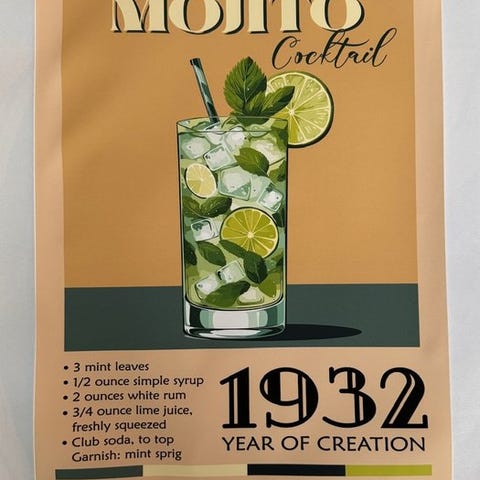 MOJITO
Cocktail
• 3 mint leaves
• 1/2 ounce simple syrup
• 2 ounces white rum
• 3/4 ounce lime juice,
freshly squeezed
• Club soda, to top
Garnish: mint sprig
1932
YEAR OF CREATION